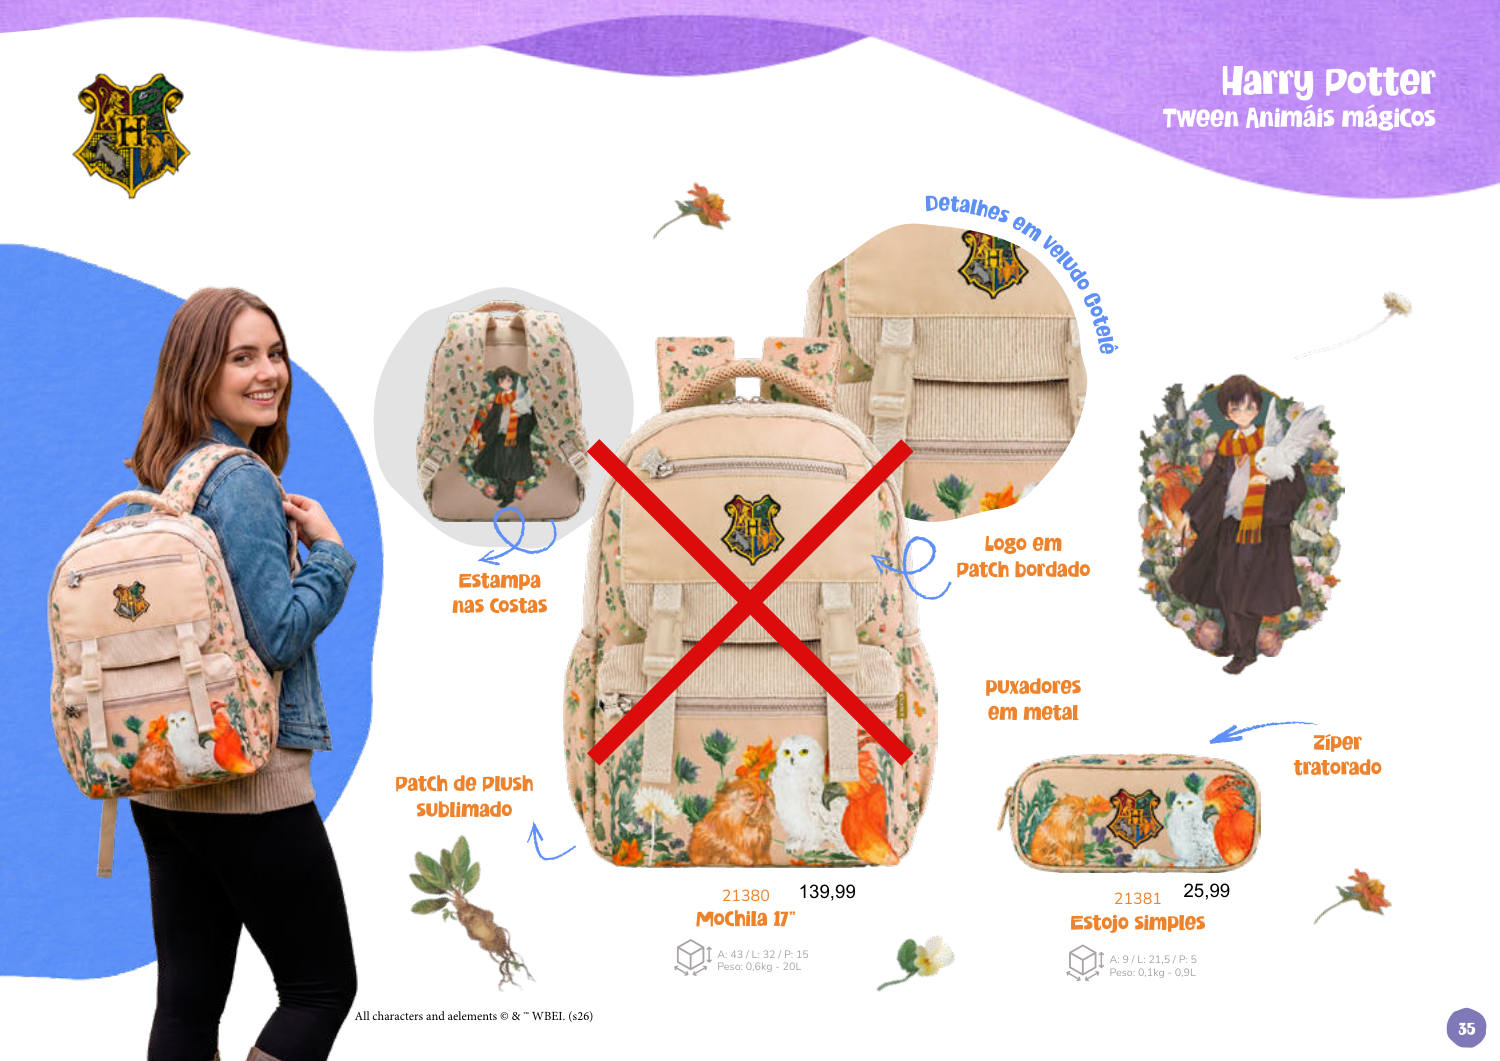 Harry Potter
Tween Animáis mágicos
Detalhes em Veludo Cotelê
Estampa
nas Costas
Logo em
Patch bordado
Puxadores
em metal
Zíper
tratorado
Patch de Plush
sublimado
21380 139,99
Mochila 17"
A: 43 / L: 32 / P: 15
Peso: 0,6kg - 20L
21381 25,99
Estojo simples
A: 9 / L: 21,5 / P: 5
Peso: 0,1kg - 0,9L
All characters and aelements © & ™ WBEI. (s26)
35
H
H
H
H
H